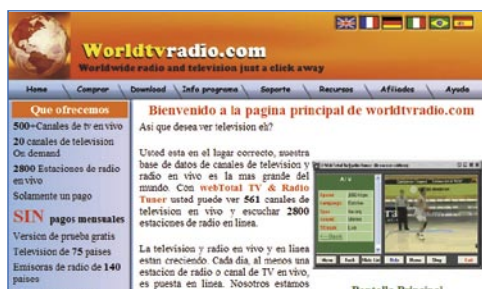 Worldtvradio.com
Worldwide radio and television just a click away
Home Comprar Download Info programa Soporte Recursos Afiliados Ayuda
Que ofrecemos
500+Canales de tv en vivo
20 canales de television
On demand
2800 Estaciones de radio
en vivo
Solamente un pago
SIN pagos mensuales
Version de prueba gratis
Television de 75 paises
Emisoras de radio de 140
paises
Bienvenido a la pagina principal de worldtvradio.com
Asi que desea ver television eh?
Usted esta en el lugar correcto, nuestra
base de datos de canales de television y
radio en vivo es la mas grande del
mundo. Con webTotal TV & Radio
Tuner usted puede ver 561 canales de
television en vivo y escuchar 2800
estaciones de radio en linea.
La television y radio en vivo y en linea
estan creciendo. Cada dia, al menos una
estacion de radio o canal de TV en vivo,
es puesta en linea. Nosotros estamos